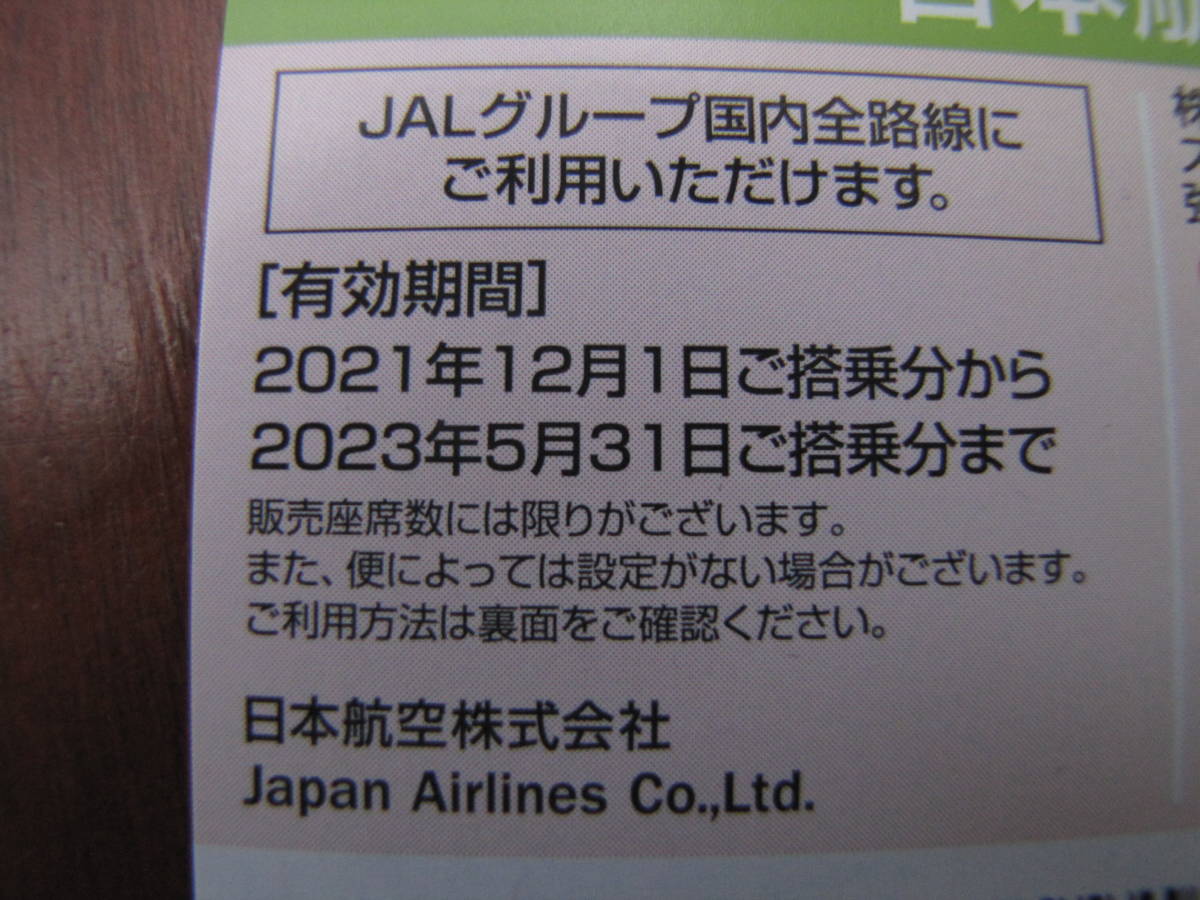 日本航
JALグループ国内全路線に
ご利用いただけます。
[有効期間]
2021年12月1日ご搭乗分から
2023年5月31日ご搭乗分まで
販売座席数には限りがございます。
また、便によっては設定がない場合がございます。
ご利用方法は裏面をご確認ください。
日本航空株式会社
Japan Airlines Co.,Ltd.